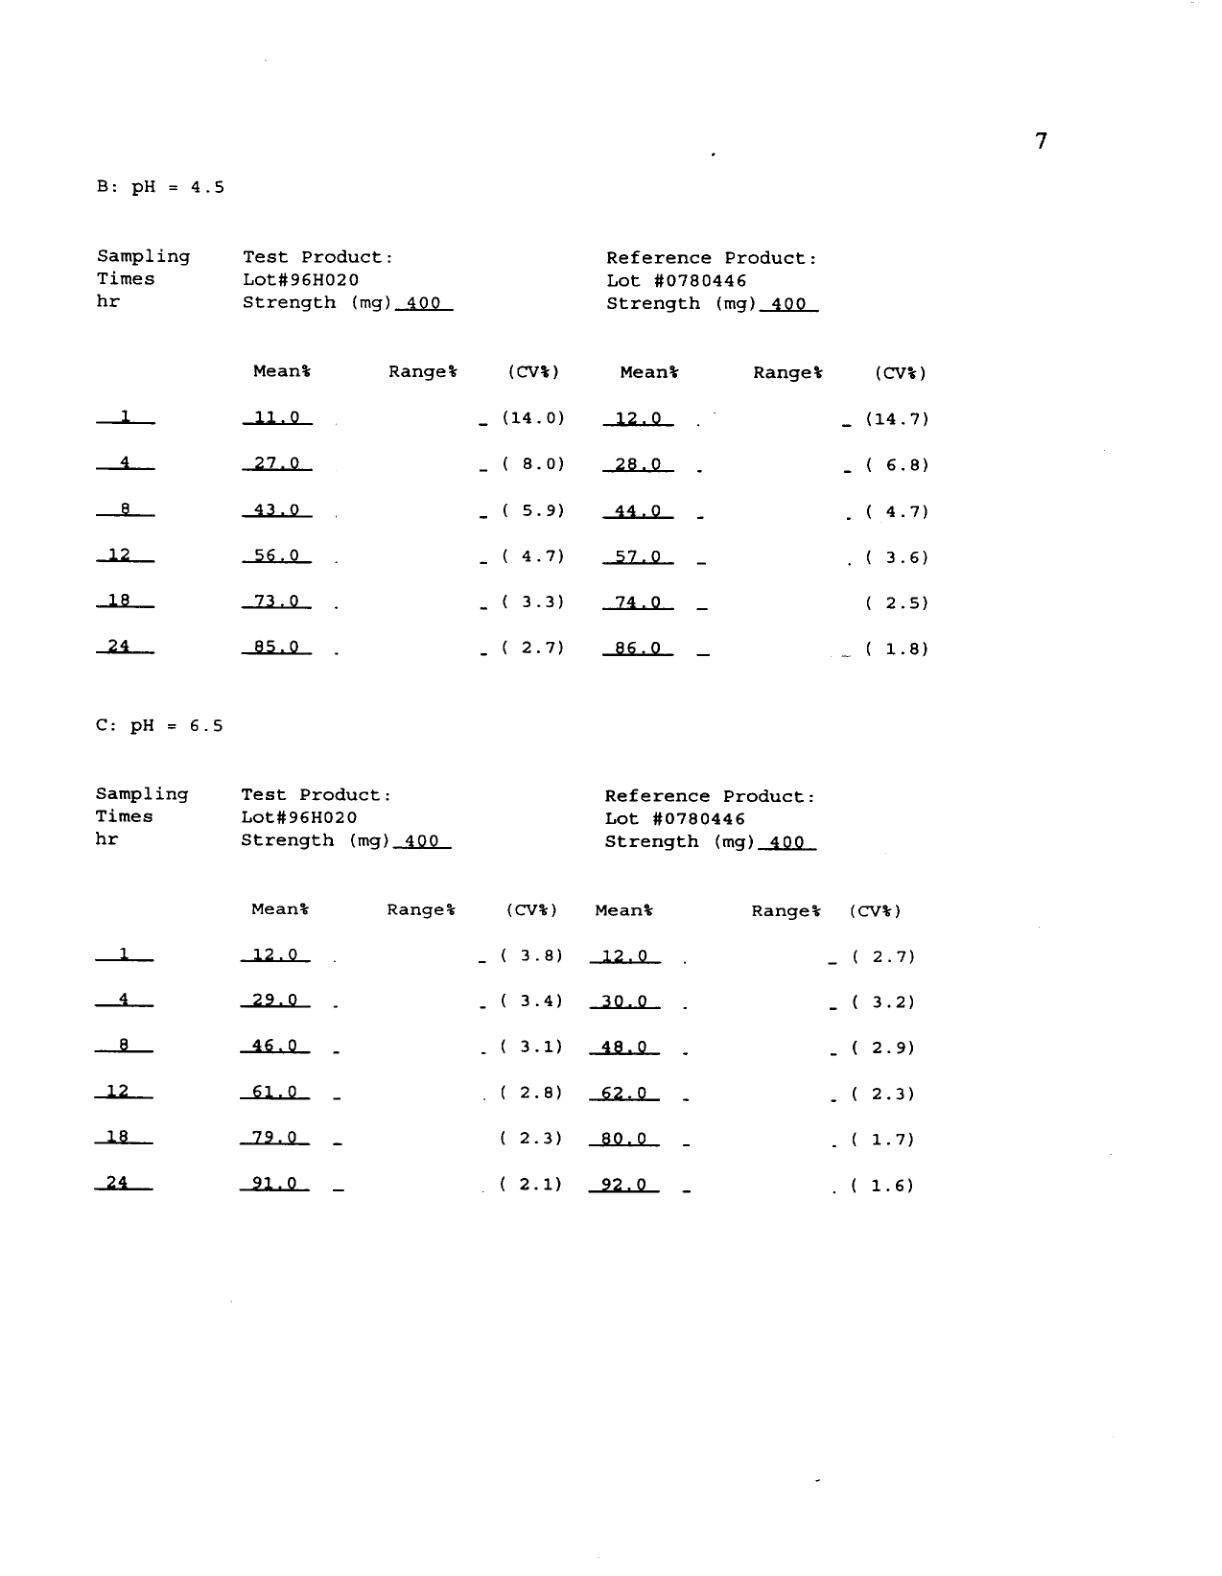 7
B: pH = 4.5
Sampling Test Product: Reference Product:
Times Lot#96H020 Lot #0780446
hr Strength (mg) 400 Strength (mg) 400
Mean% Range% (CV%) Mean% Range% (CV%)
1 11.0 _ (14.0) 12.0 . _ (14.7)
4 27.0 _ ( 8.0) 28.0 . _ ( 6.8)
8 43.0 . _ ( 5.9) 44.0 _ . ( 4.7)
12 56.0 . _ ( 4.7) 57.0 _ . ( 3.6)
18 73.0 . _ ( 3.3) 74.0 _ ( 2.5)
24 85.0 . _ ( 2.7) 86.0 _ _ ( 1.8)
C: pH = 6.5
Sampling Test Product: Reference Product:
Times Lot#96H020 Lot #0780446
hr Strength (mg) 400 Strength (mg) 400
Mean% Range% (CV%) Mean% Range% (CV%)
1 12.0 . _ ( 3.8) 12.0 . _ ( 2.7)
4 29.0 . _ ( 3.4) 30.0 . _ ( 3.2)
8 46.0 _ . ( 3.1) 48.0 . _ ( 2.9)
12 61.0 _ . ( 2.8) 62.0 _ . ( 2.3)
18 79.0 _ ( 2.3) 80.0 _ . ( 1.7)
24 91.0 _ . ( 2.1) 92.0 _ . ( 1.6)